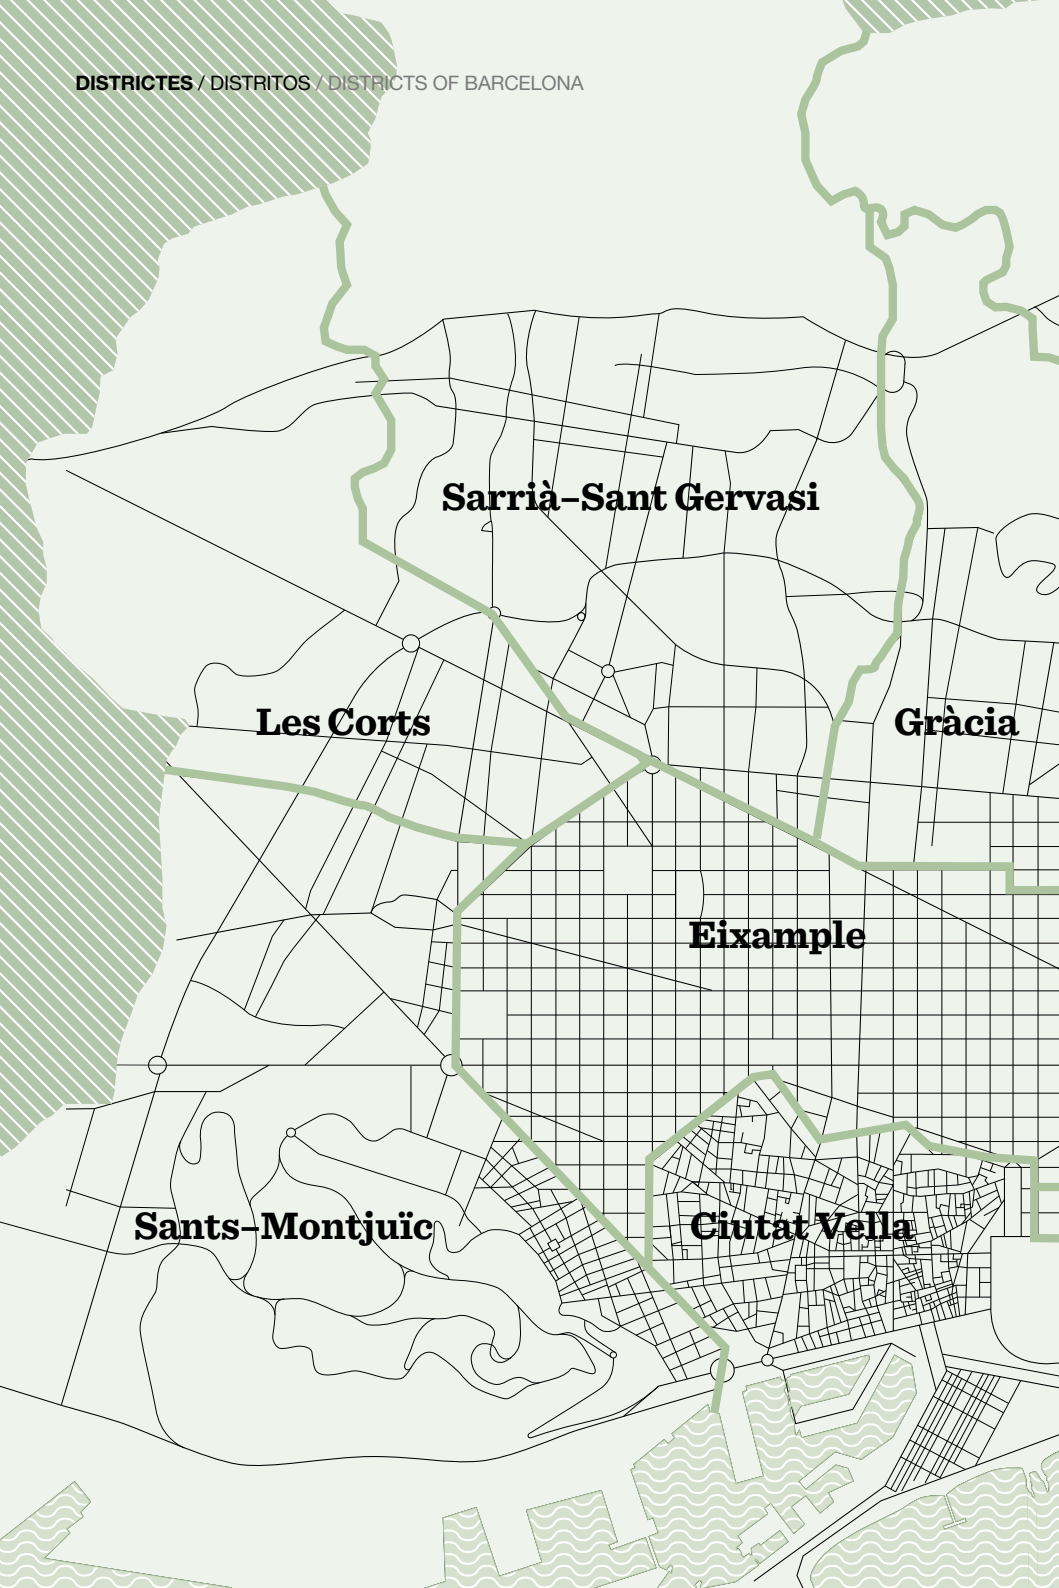 DISTRICTES / DISTRITOS / DISTRICTS OF BARCELONA
Sarrià–Sant Gervasi
Les Corts
Gràcia
Eixample
Sants–Montjuïc
Ciutat Vella